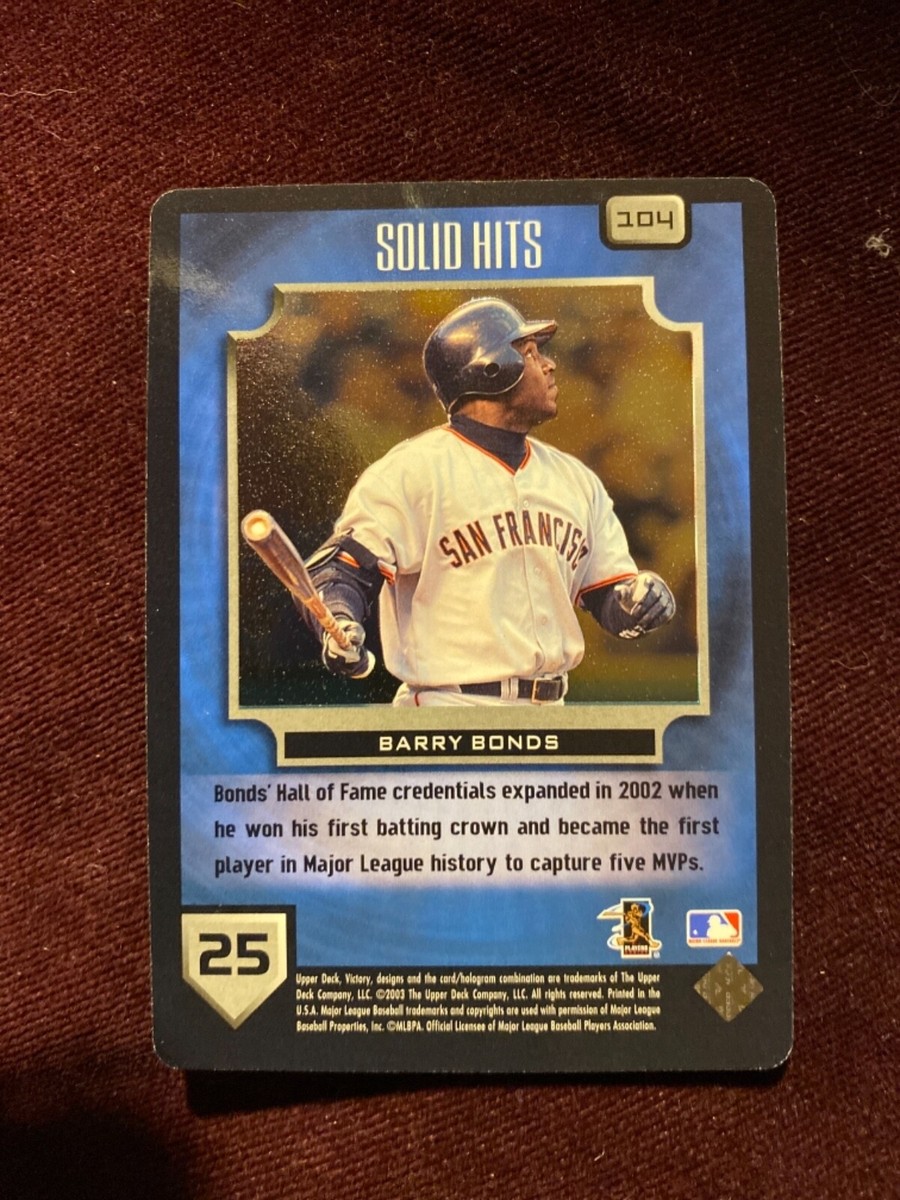 104
SOLID HITS
SAN FRANCISC
BARRY BONDS
Bonds' Hall of Fame credentials expanded in 2002 when
he won his first batting crown and became the first
player in Major League history to capture five MVPs.
25
PLAYERS
Upper Deck, Victory, designs and the card/hologram combination are trademarks of The Upper
Deck Company, LLC. ©2003 The Upper Deck Company, LLC. All rights reserved. Printed in the
U.S.A. Major League Baseball trademarks and copyrights are used with permission of Major League
Baseball Properties, Inc. ©MLBPA. Official Licensee of Major League Baseball Players Association.